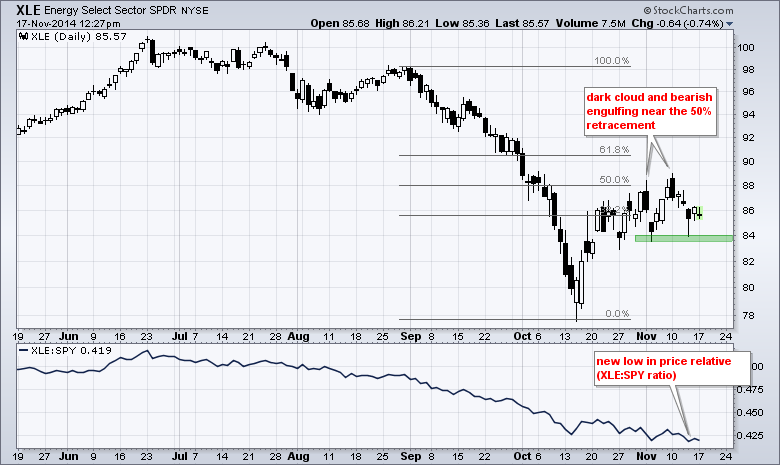 XLE Energy Select Sector SPDR NYSE © StockCharts.com
17-Nov-2014 12:27pm Open 85.68 High 86.21 Low 85.36 Last 85.57 Volume 7.5M Chg -0.64 (-0.74%)
XLE (Daily) 85.57
100.0%
61.8%
50.0%
0.0%
dark cloud and bearish
engulfing near the 50%
retracement
100
98
96
94
92
90
88
86
84
82
80
78
19 27 Jun 9 16 23 Jul 7 14 21 28 Aug 11 18 25 Sep 8 15 22 Oct 6 13 20 27 Nov 10 17 24
XLE:SPY 0.419
new low in price relative
(XLE:SPY ratio)
0.475
0.450
0.425
19 27 Jun 9 16 23 Jul 7 14 21 28 Aug 11 18 25 Sep 8 15 22 Oct 6 13 20 27 Nov 10 17 24